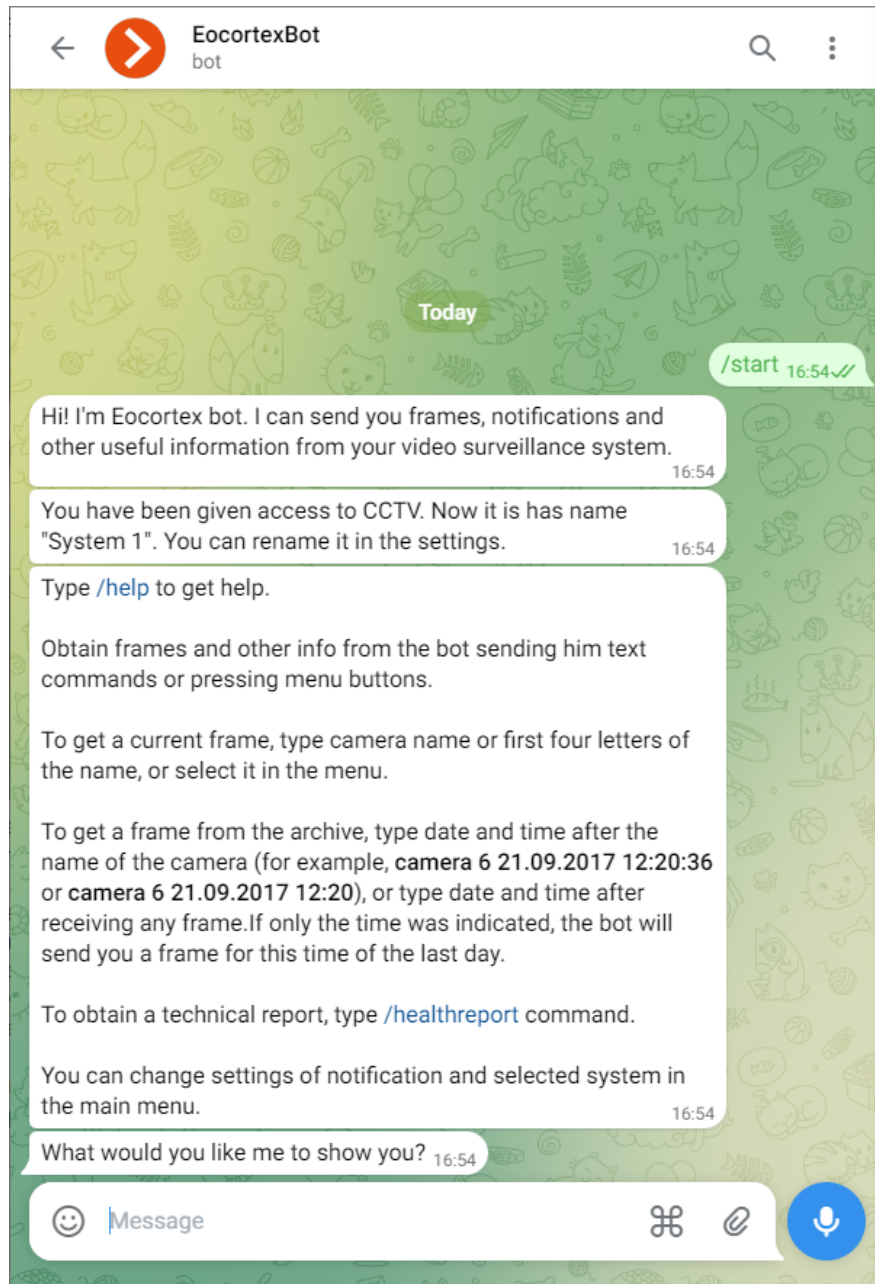 EocortexBot
bot
Today
/start 16:54
Hi! I'm Eocortex bot. I can send you frames, notifications and
other useful information from your video surveillance system.
16:54
You have been given access to CCTV. Now it is has name
"System 1". You can rename it in the settings.
16:54
Type /help to get help.
Obtain frames and other info from the bot sending him text
commands or pressing menu buttons.
To get a current frame, type camera name or first four letters of
the name, or select it in the menu.
To get a frame from the archive, type date and time after the
name of the camera (for example, camera 6 21.09.2017 12:20:36
or camera 6 21.09.2017 12:20), or type date and time after
receiving any frame.If only the time was indicated, the bot will
send you a frame for this time of the last day.
To obtain a technical report, type /healthreport command.
You can change settings of notification and selected system in
the main menu.
16:54
What would you like me to show you? 16:54
Message